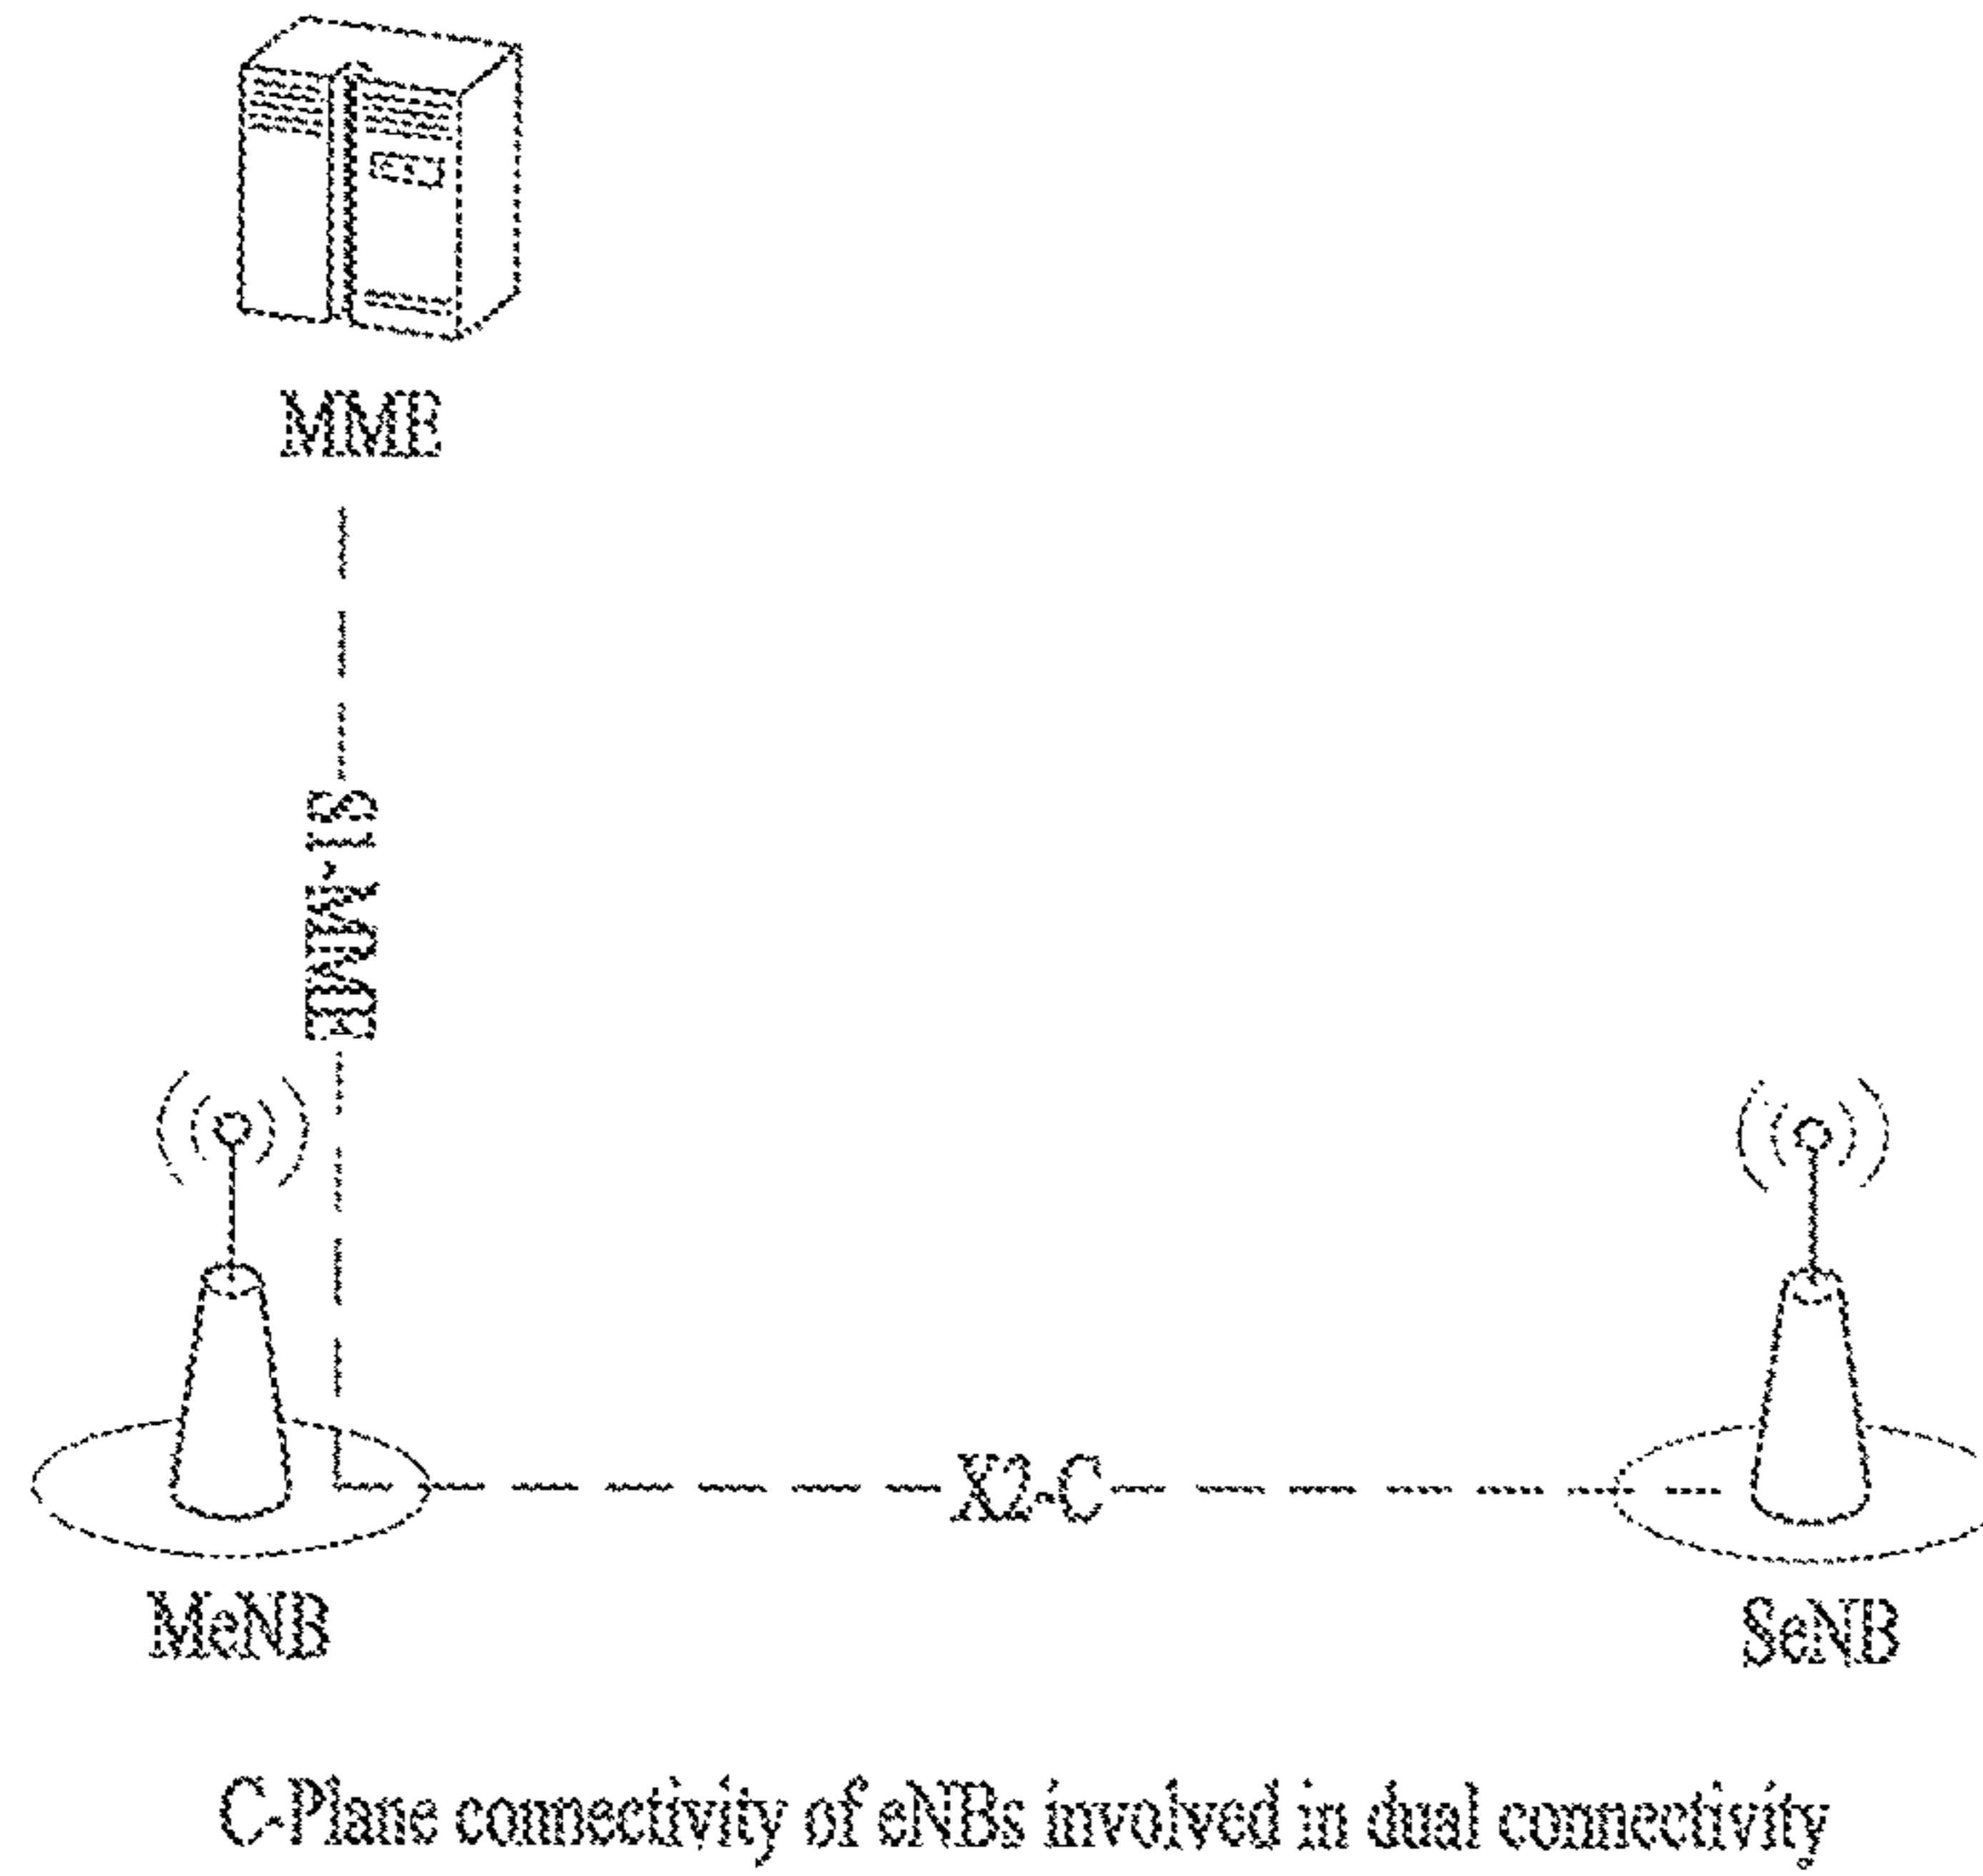 MME
S1-MME
X2-C
MeNB
SeNB
C-Plane connectivity of eNBs involved in dual connectivity